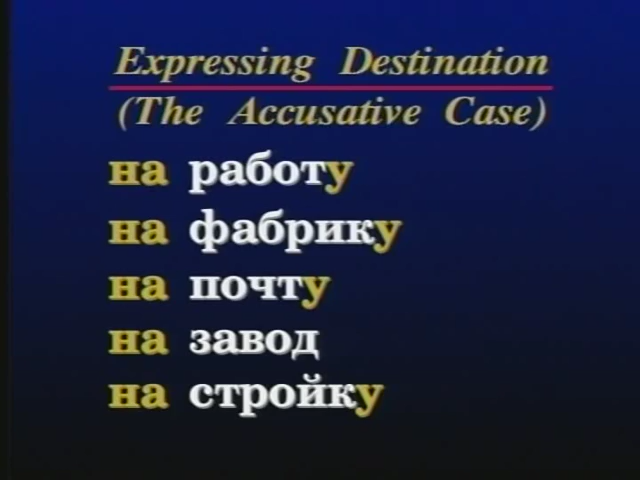 Expressing Destination
(The Accusative Case)
на работу
на фабрику
на почту
на завод
на стройку